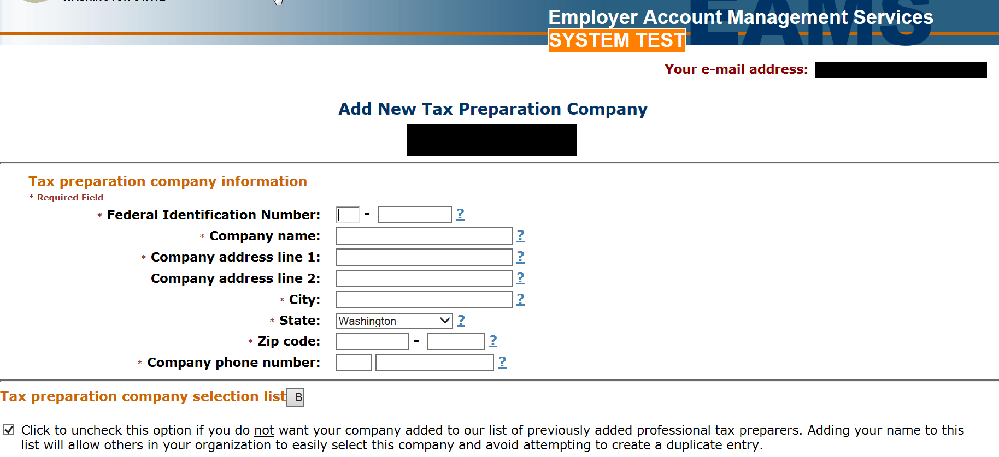 EAMS
Employer Account Management Services
SYSTEM TEST
Your e-mail address:
Add New Tax Preparation Company
Tax preparation company information
* Required Field
* Federal Identification Number: - ?
* Company name: ?
* Company address line 1: ?
Company address line 2: ?
* City: ?
* State: Washington ?
* Zip code: - ?
* Company phone number: ?
Tax preparation company selection list B
Click to uncheck this option if you do not want your company added to our list of previously added professional tax preparers. Adding your name to this
list will allow others in your organization to easily select this company and avoid attempting to create a duplicate entry.